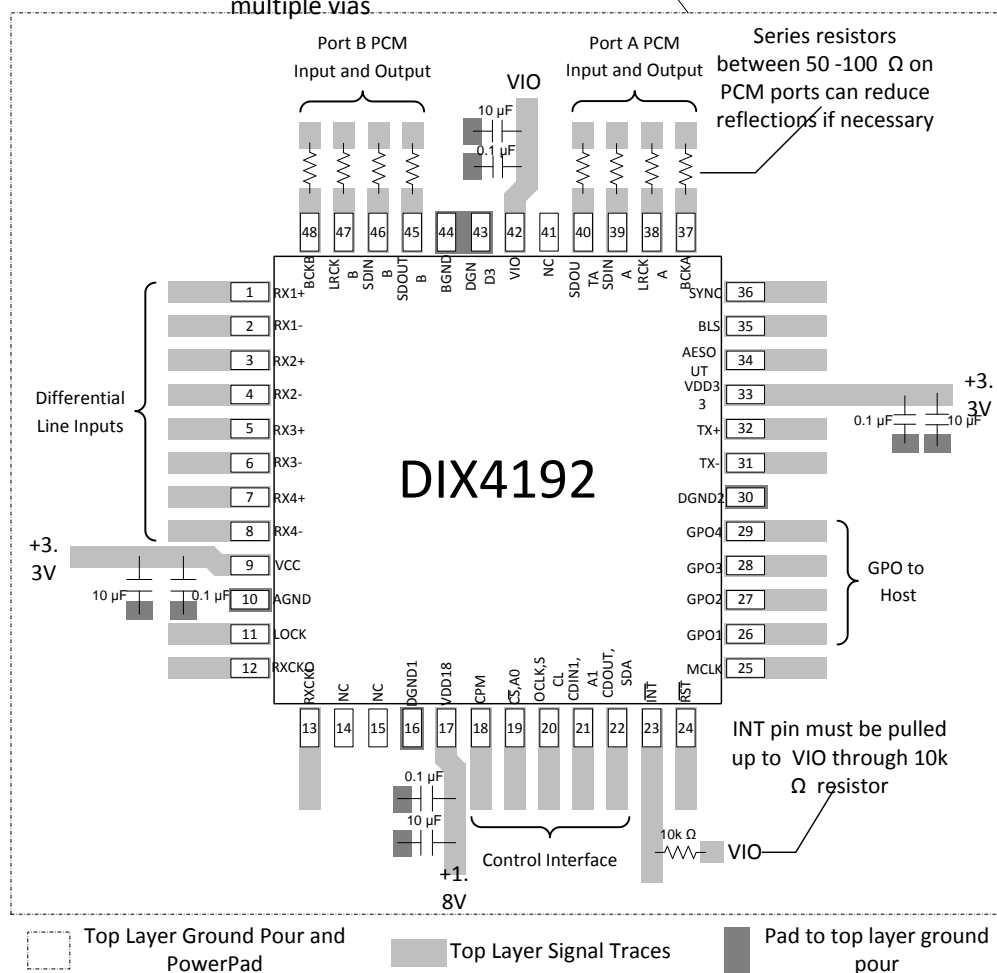 multiple vias
Port B PCM
Input and Output
VIO
10 µF
0.1 µF
Port A PCM
Input and Output
Series resistors
between 50 -100 Ω on
PCM ports can reduce
reflections if necessary
48
47
46
45
44
43
42
41
40
39
38
37
BCKB
LRCK
B
SDIN
B
SDOUT
B
BGND
DGN
D3
VIO
NC
SDOU
TA
SDIN
A
LRCK
A
BCKA
1 RX1+
2 RX1-
3 RX2+
4 RX2-
5 RX3+
6 RX3-
7 RX4+
8 RX4-
9 VCC
10 AGND
11 LOCK
12 RXCKO
Differential
Line Inputs
+3.
3V
10 µF
0.1 µF
DIX4192
SYNC 36
BLS 35
AESO
UT
34
VDD3
3
33
TX+ 32
TX- 31
DGND2 30
GPO4 29
GPO3 28
GPO2 27
GPO1 26
MCLK 25
+3.
3V
0.1 µF
10 µF
GPO to
Host
RXCKO
NC
NC
DGND1
VDD18
CPM
CS,A0
OCLK,S
CL
CDIN1,
A1
CDOUT,
SDA
INT
RST
13
14
15
16
17
18
19
20
21
22
23
24
0.1 µF
10 µF
+1.
8V
Control Interface
10k Ω
VIO
INT pin must be pulled
up to VIO through 10k
Ω resistor
Top Layer Ground Pour and
PowerPad
Top Layer Signal Traces
Pad to top layer ground
pour